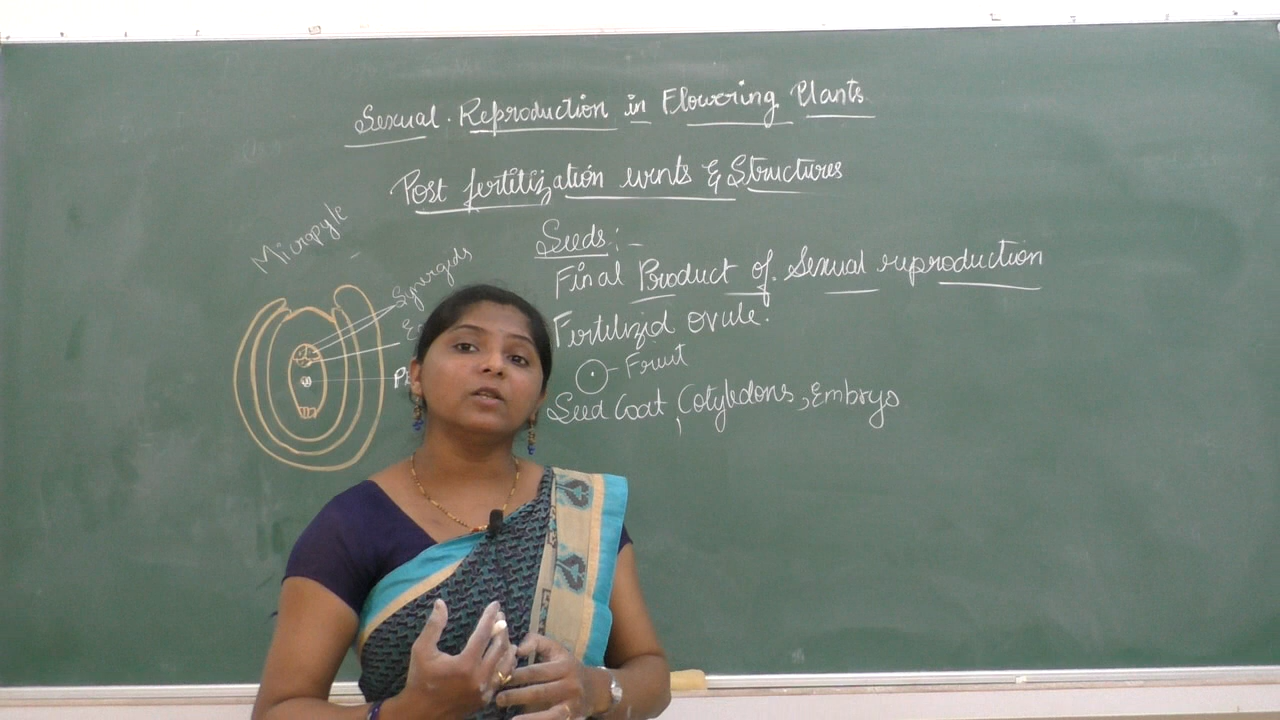 Sexual Reproduction in Flowering Plants
Post fertilization events & Structures
Micropyle
Synergids
Seeds :-
Final Product of Sexual reproduction
Fertilized ovule.
Fruit
Seed Coat, Cotyledons, Embryo